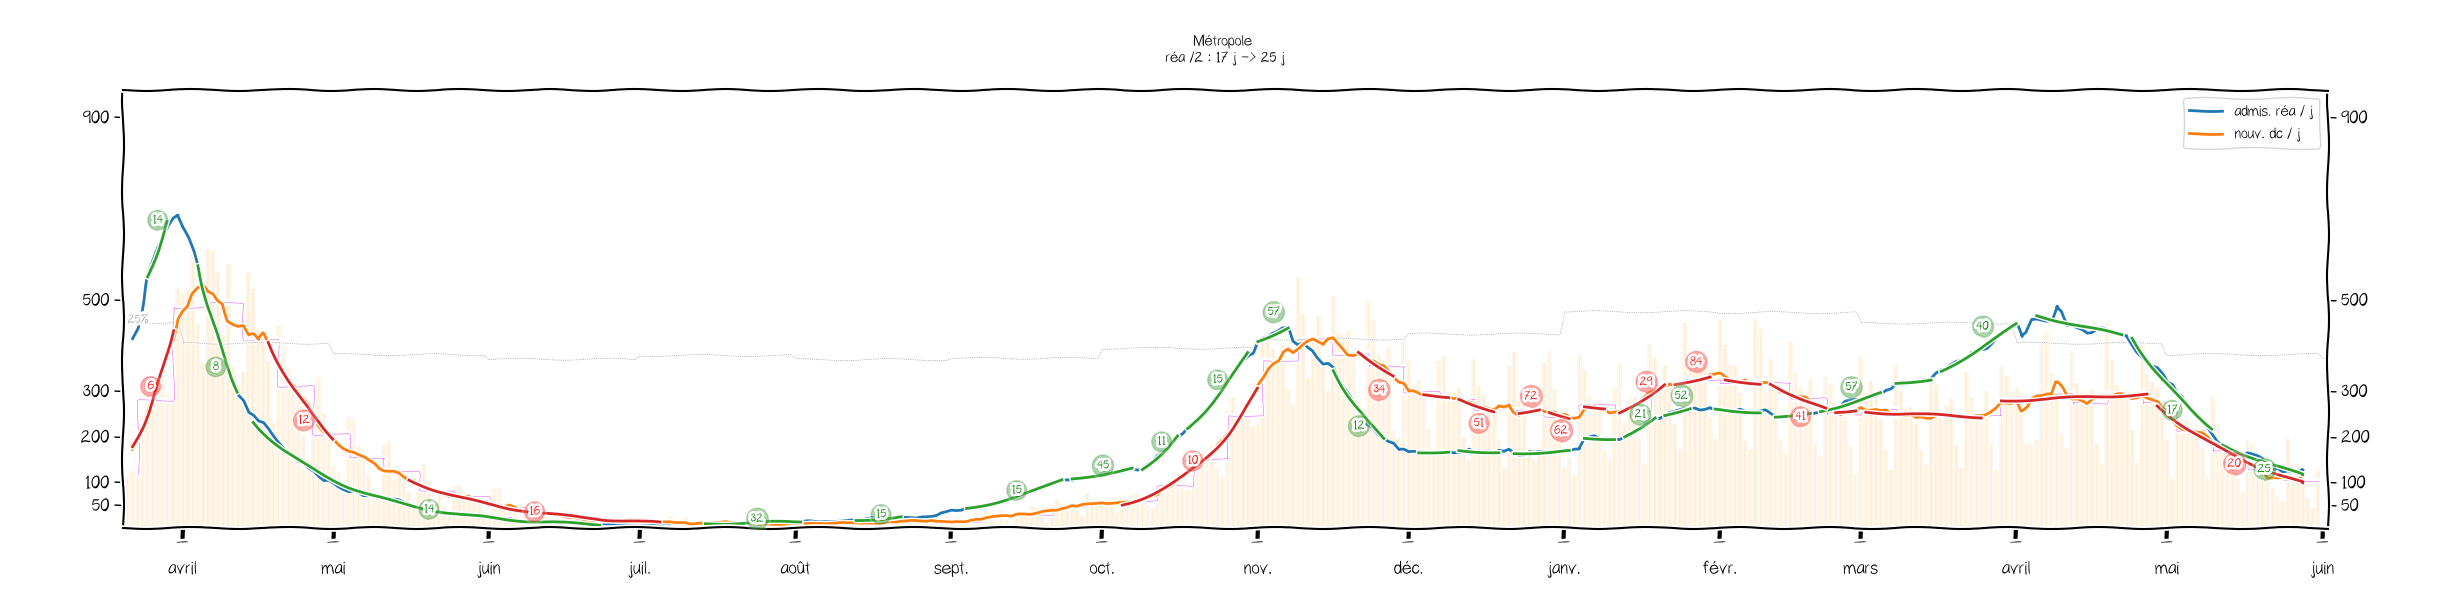 Métropole
réa /2 : 17 j -> 25 j
900
500
300
200
100
50
900
500
300
200
100
50
admis. réa / j
nouv. dc / j
25%
14
6
8
12
14
16
32
15
15
45
11
10
15
57
12
34
51
72
62
21
29
52
84
41
57
40
17
20
25
avril
mai
juin
juil.
août
sept.
oct.
nov.
déc.
janv.
févr.
mars
avril
mai
juin